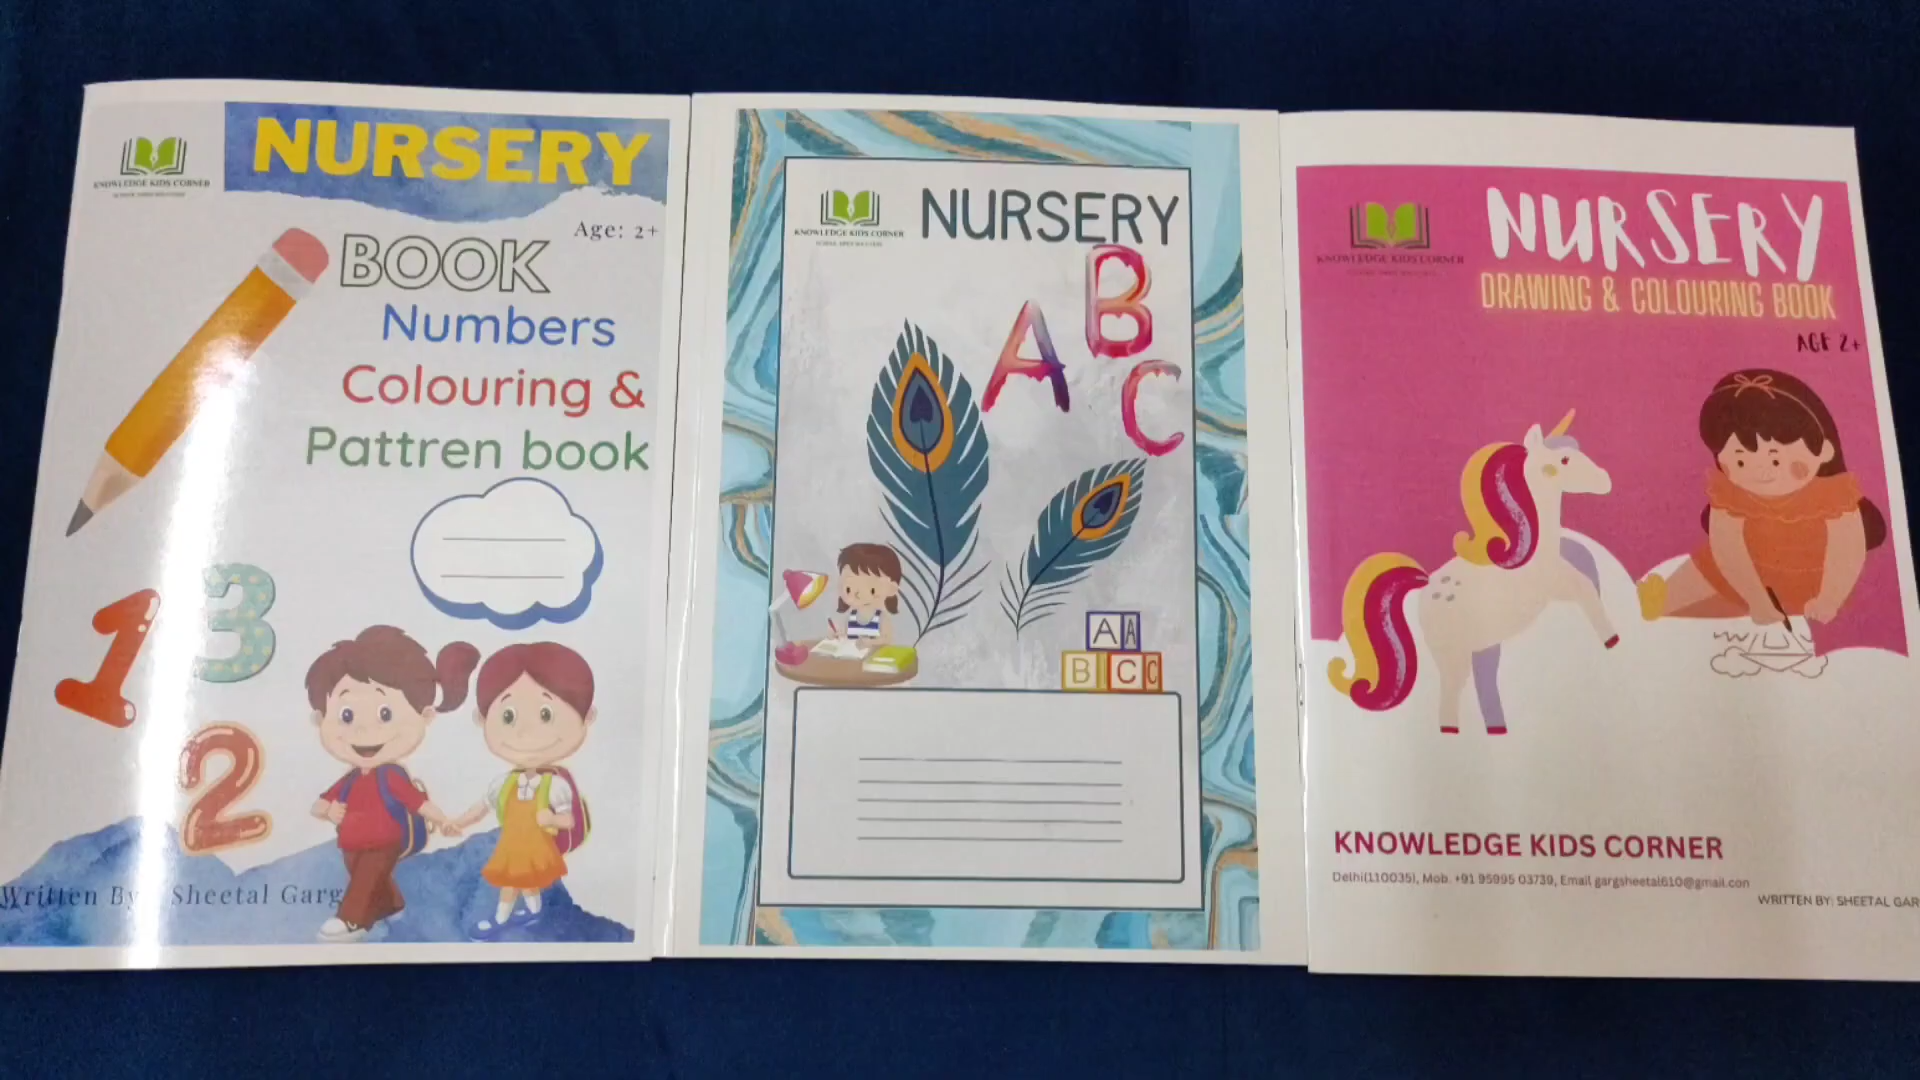 KNOWLEDGE KIDS CORNER
NURSERY
Age: 2+
BOOK
Numbers
Colouring &
Pattren book
1
3
2
Written By Sheetal Garg
KNOWLEDGE KIDS CORNER
NURSERY
A
B
C
A A
B C C
KNOWLEDGE KIDS CORNER
NURSERY
DRAWING & COLOURING BOOK
AGE 2+
KNOWLEDGE KIDS CORNER
Delhi(110035), Mob. +91 95995 03739, Email gargsheetal610@gmail.con
WRITTEN BY: SHEETAL GAR